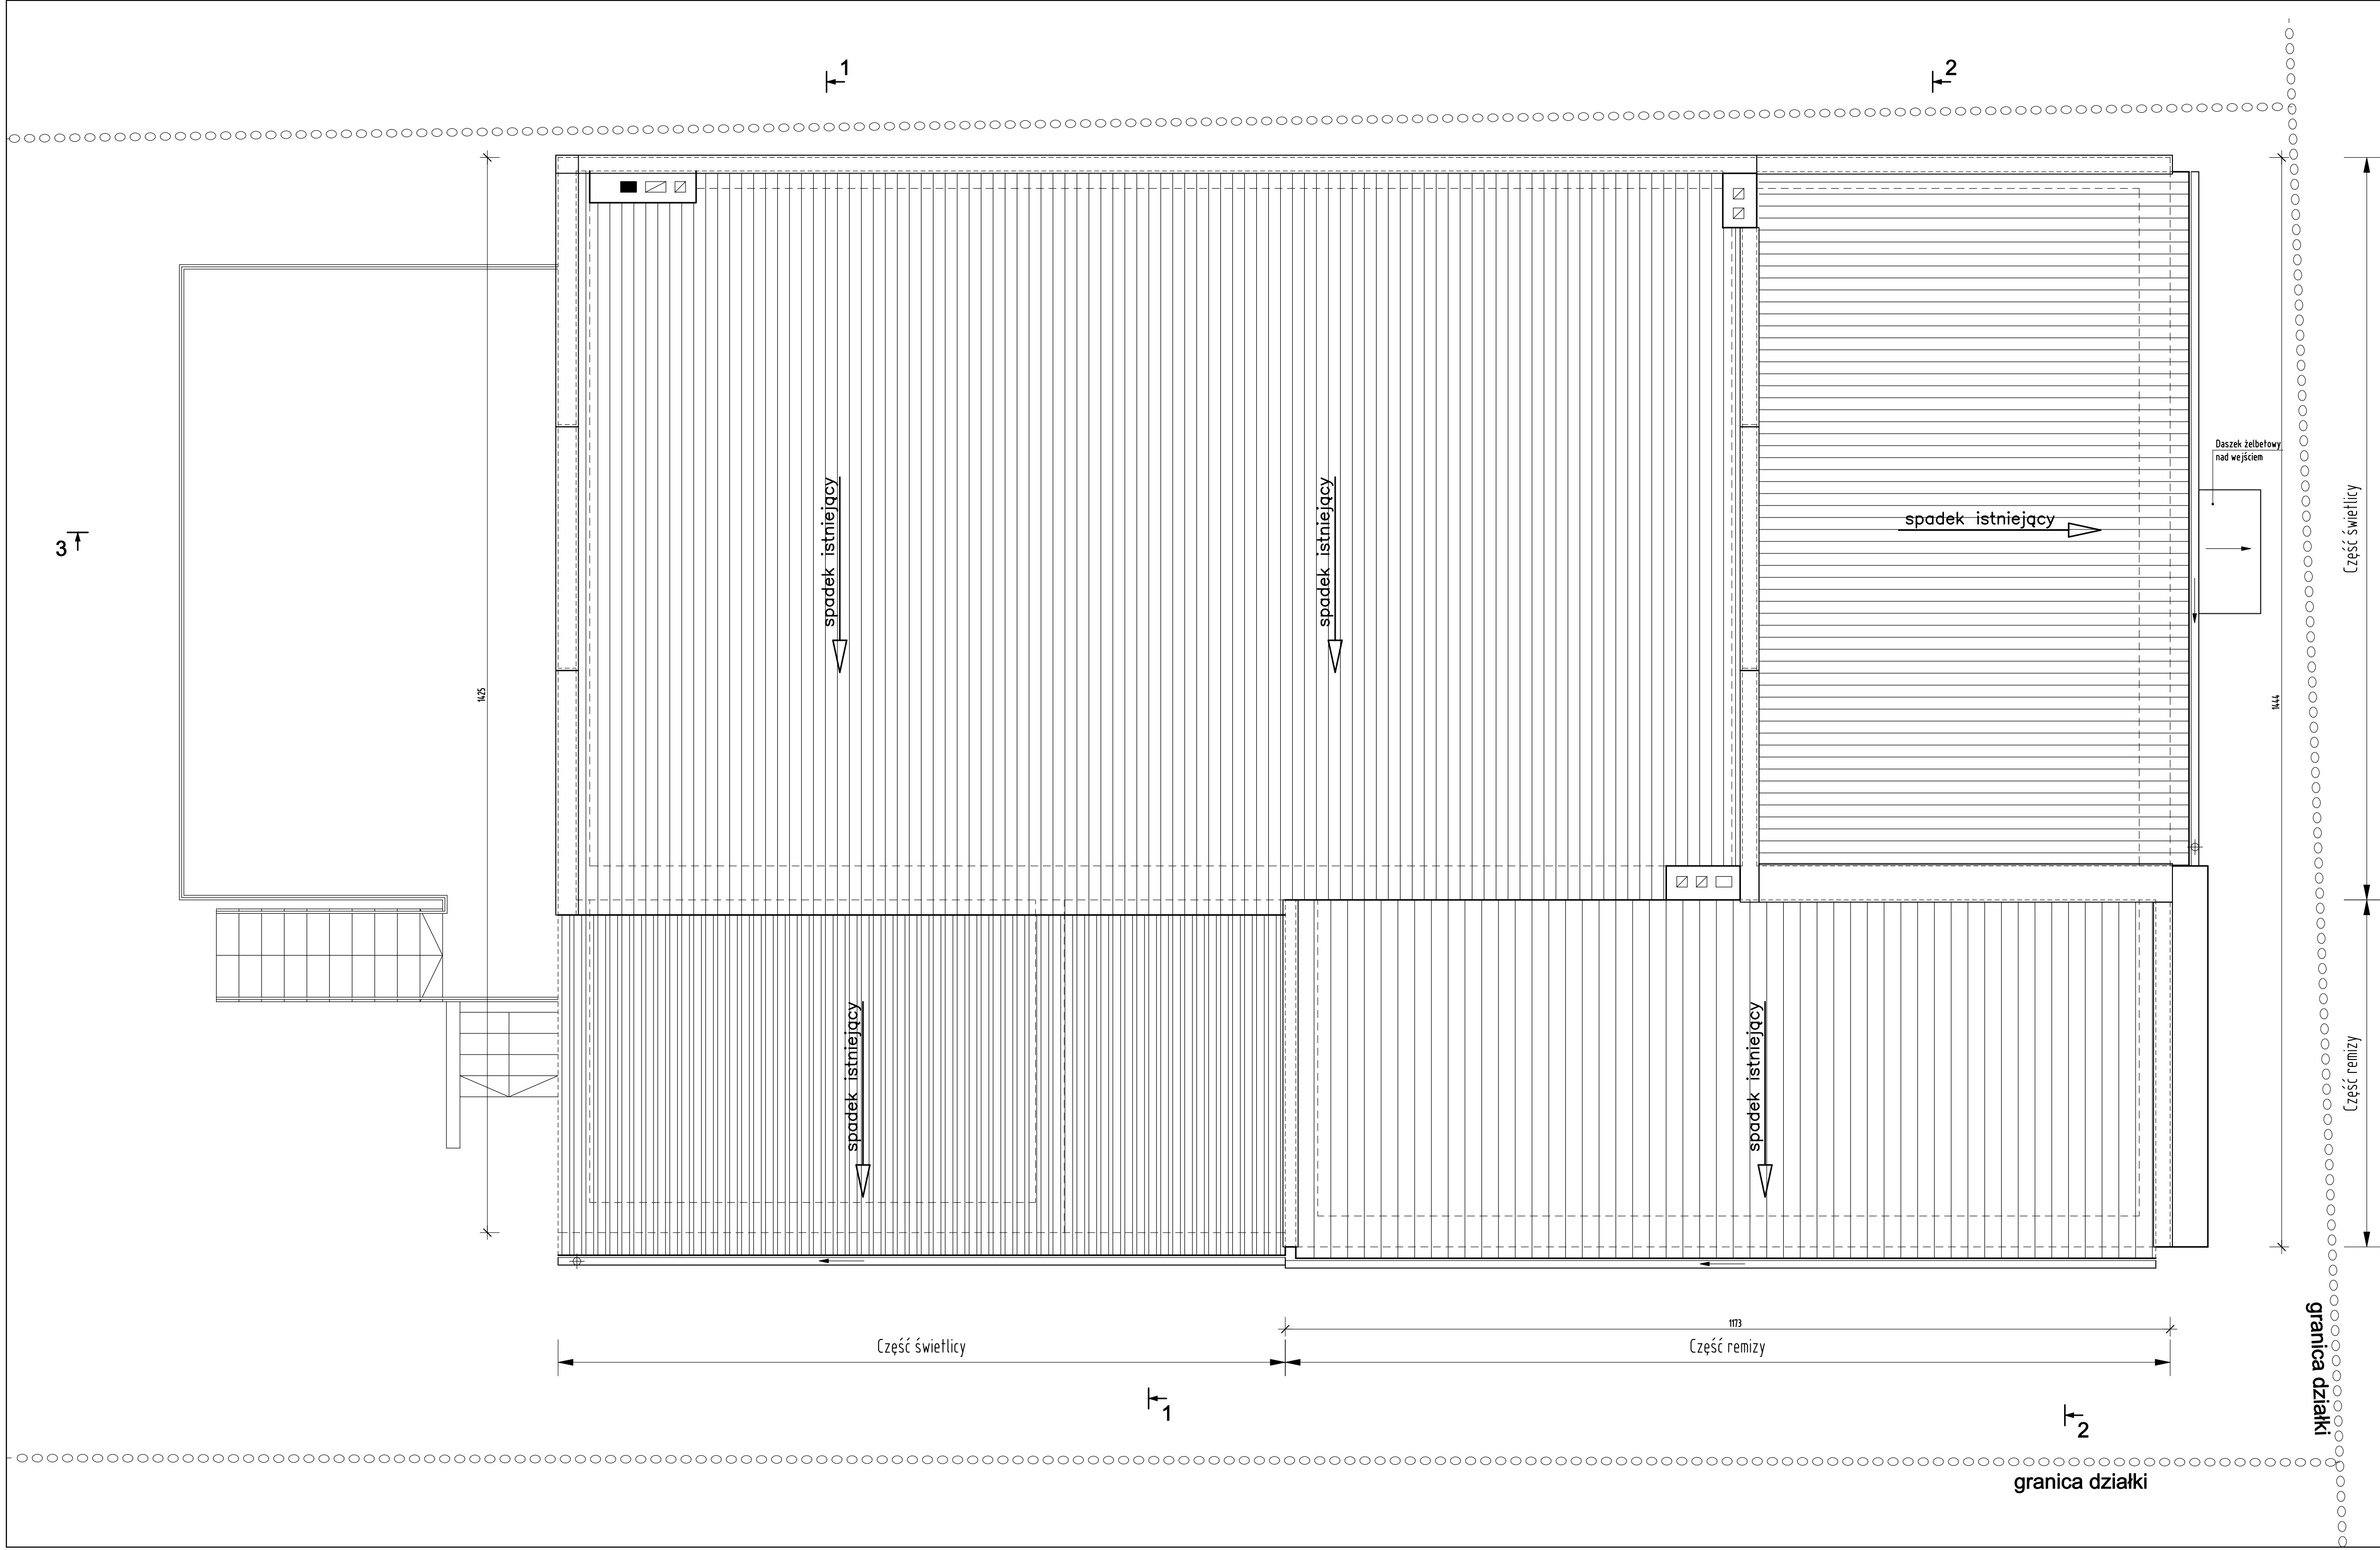 1
2
Daszek żelbetowy
nad wejściem
spadek istniejący
spadek istniejący
spadek istniejący
Część świetlicy
3
1425
1444
spadek istniejący
spadek istniejący
Część remizy
1173
Część świetlicy
Część remizy
granica działki
1
2
granica działki